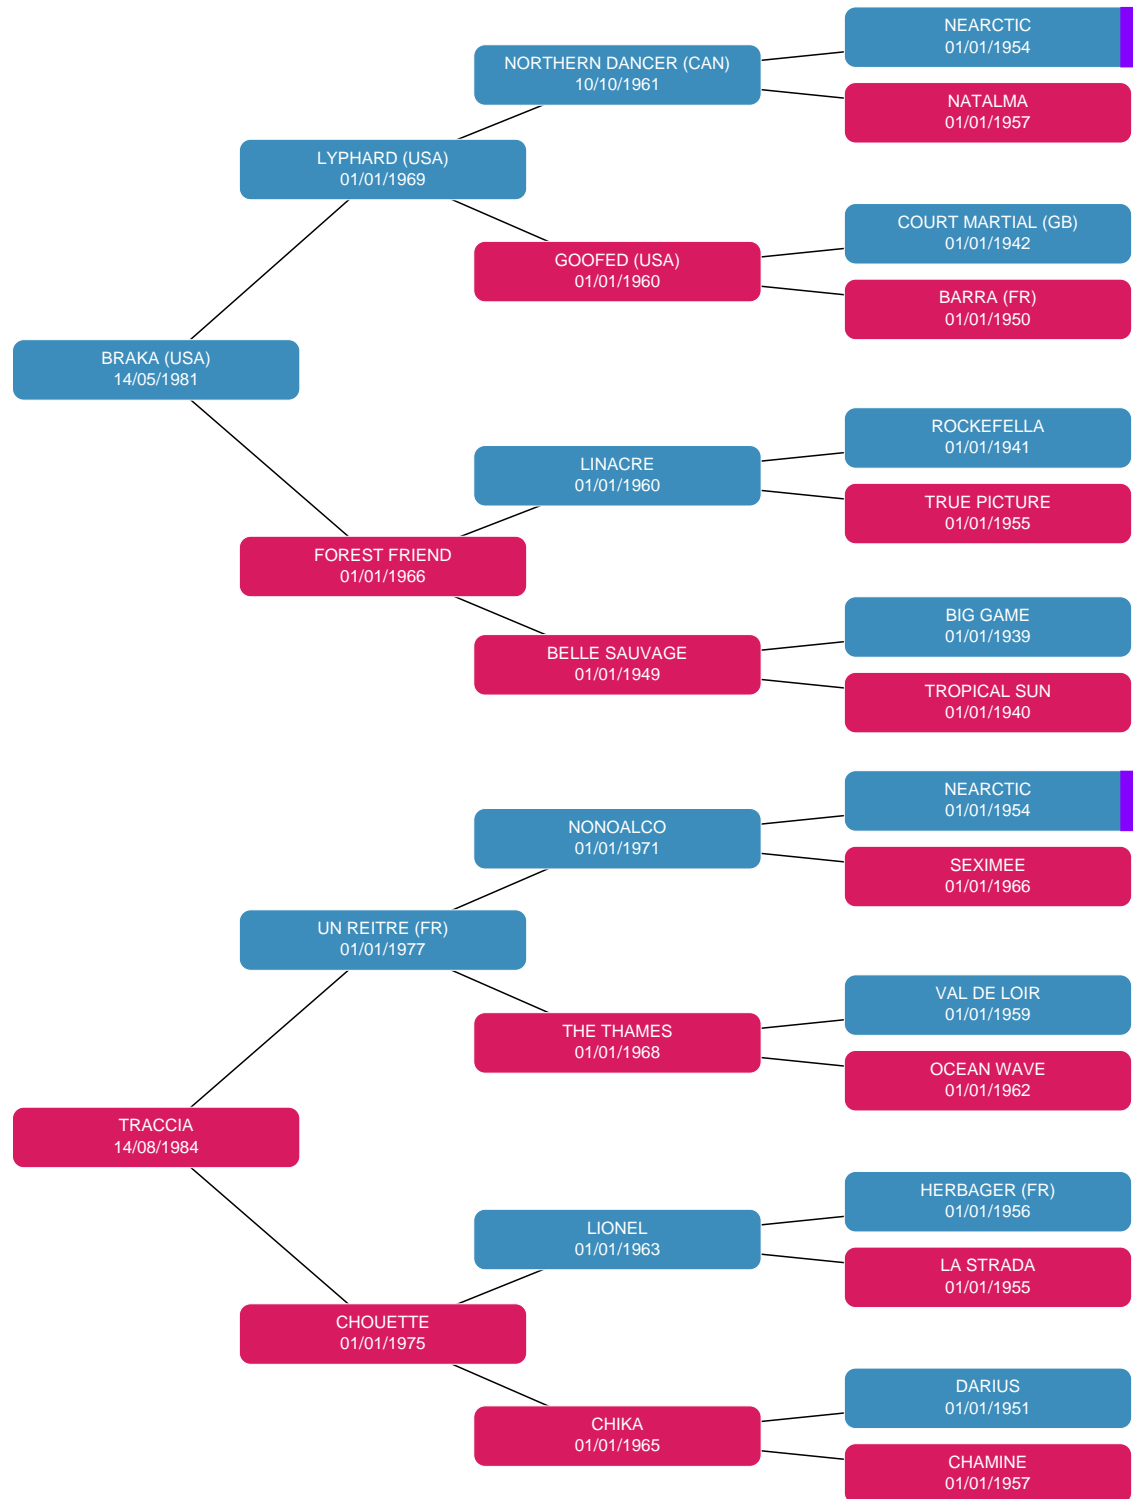 NEARCTIC
01/01/1954
NORTHERN DANCER (CAN)
10/10/1961
NATALMA
01/01/1957
LYPHARD (USA)
01/01/1969
COURT MARTIAL (GB)
01/01/1942
GOOFED (USA)
01/01/1960
BARRA (FR)
01/01/1950
BRAKA (USA)
14/05/1981
ROCKEFELLA
01/01/1941
LINACRE
01/01/1960
TRUE PICTURE
01/01/1955
FOREST FRIEND
01/01/1966
BIG GAME
01/01/1939
BELLE SAUVAGE
01/01/1949
TROPICAL SUN
01/01/1940
NEARCTIC
01/01/1954
NONOALCO
01/01/1971
SEXIMEE
01/01/1966
UN REITRE (FR)
01/01/1977
VAL DE LOIR
01/01/1959
THE THAMES
01/01/1968
OCEAN WAVE
01/01/1962
TRACCIA
14/08/1984
HERBAGER (FR)
01/01/1956
LIONEL
01/01/1963
LA STRADA
01/01/1955
CHOUETTE
01/01/1975
DARIUS
01/01/1951
CHIKA
01/01/1965
CHAMINE
01/01/1957